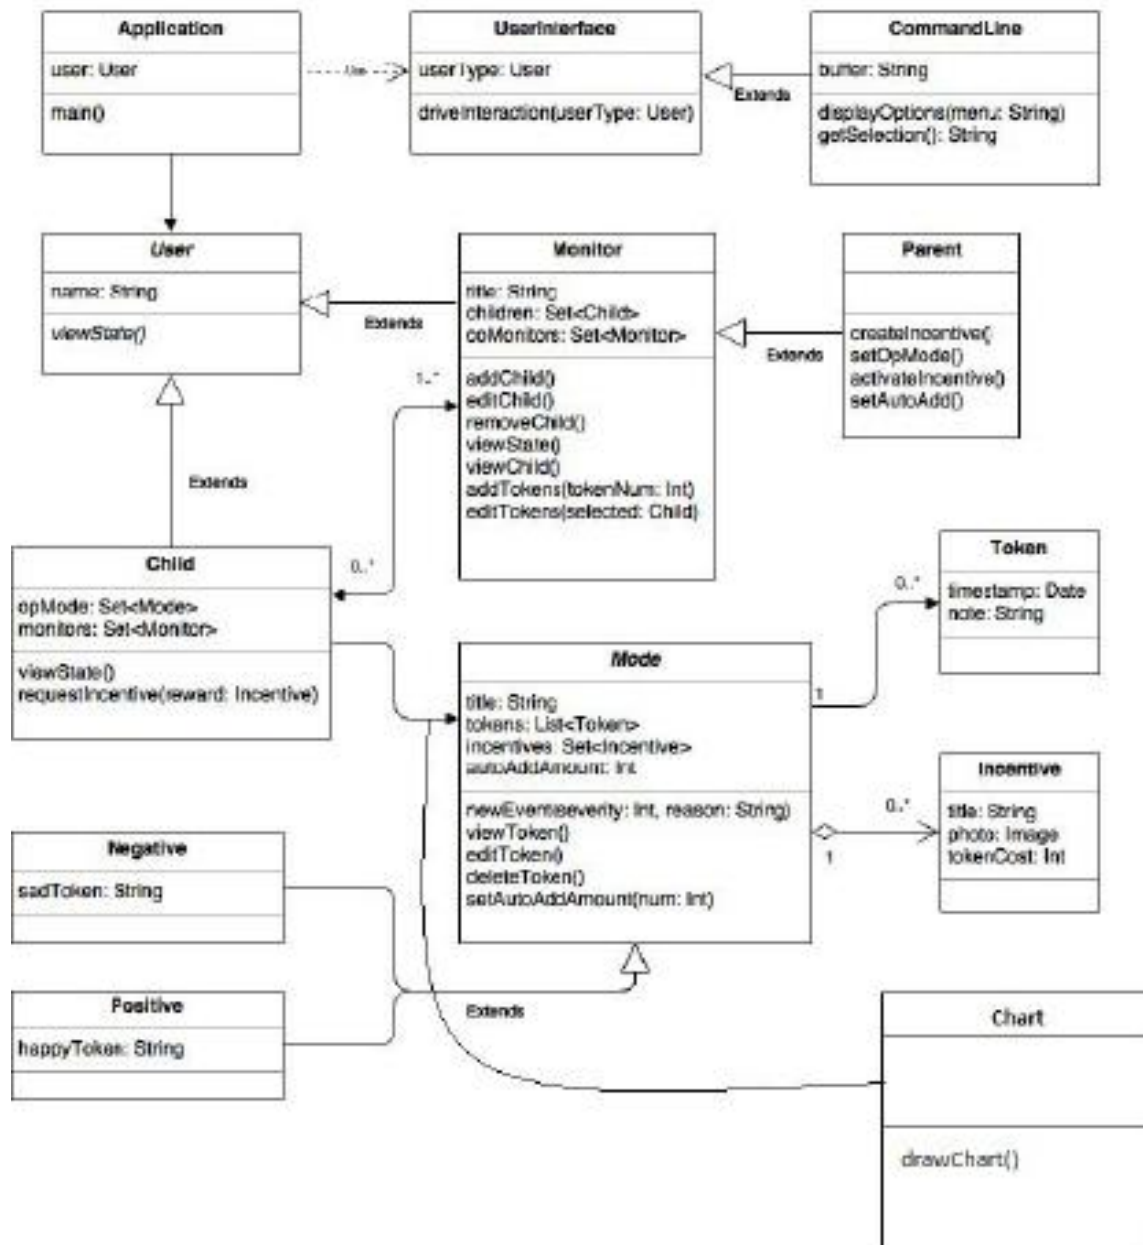 Application
user: User
main()
Use
UserInterface
userType: User
driveInteraction(userType: User)
Extends
CommandLine
buffer: String
displayOptions(menu: String)
getSelection(): String
User
name: String
viewState()
Extends
Monitor
title: String
children: Set<Child>
coMonitors: Set<Monitor>
addChild()
editChild()
removeChild()
viewState()
viewChild()
addTokens(tokenNum: Int)
editTokens(selected: Child)
Extends
Parent
createIncentive()
setOpMode()
activateIncentive()
setAutoAdd()
1..*
0..*
Extends
Child
opMode: Set<Mode>
monitors: Set<Monitor>
viewState()
requestIncentive(reward: Incentive)
Mode
title: String
tokens: List<Token>
incentives: Set<Incentive>
autoAddAmount: Int
newEvent(severity: Int, reason: String)
viewToken()
editToken()
deleteToken()
setAutoAddAmount(num: Int)
1
0..*
Token
timestamp: Date
note: String
1
0..*
Incentive
title: String
photo: Image
tokenCost: Int
Negative
sadToken: String
Positive
happyToken: String
Extends
Chart
drawChart()